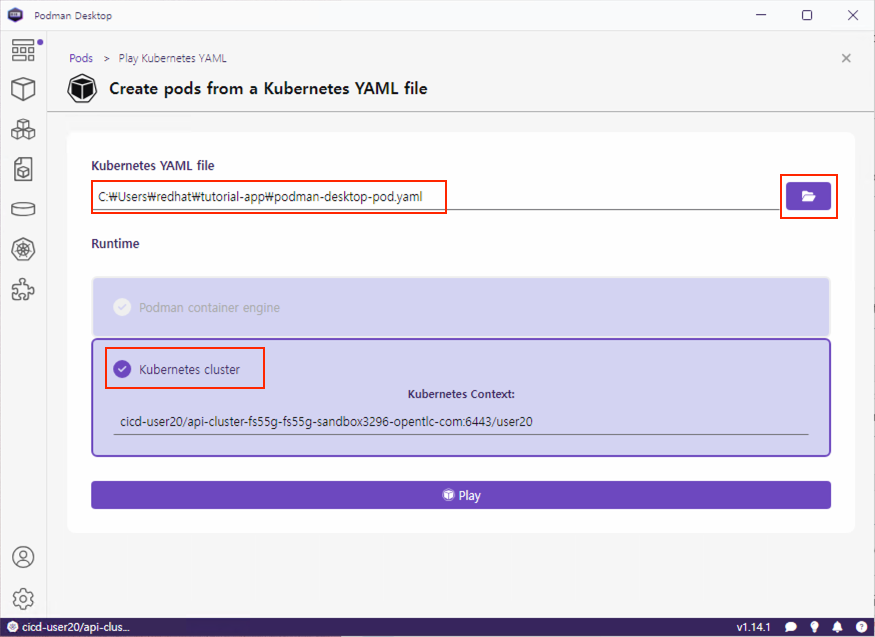 Podman Desktop
Pods > Play Kubernetes YAML
Create pods from a Kubernetes YAML file
Kubernetes YAML file
C:₩Users₩redhat₩tutorial-app₩podman-desktop-pod.yaml
Runtime
Podman container engine
Kubernetes cluster
Kubernetes Context:
cicd-user20/api-cluster-fs55g-fs55g-sandbox3296-opentlc-com:6443/user20
Play
cicd-user20/api-clus...
v1.14.1